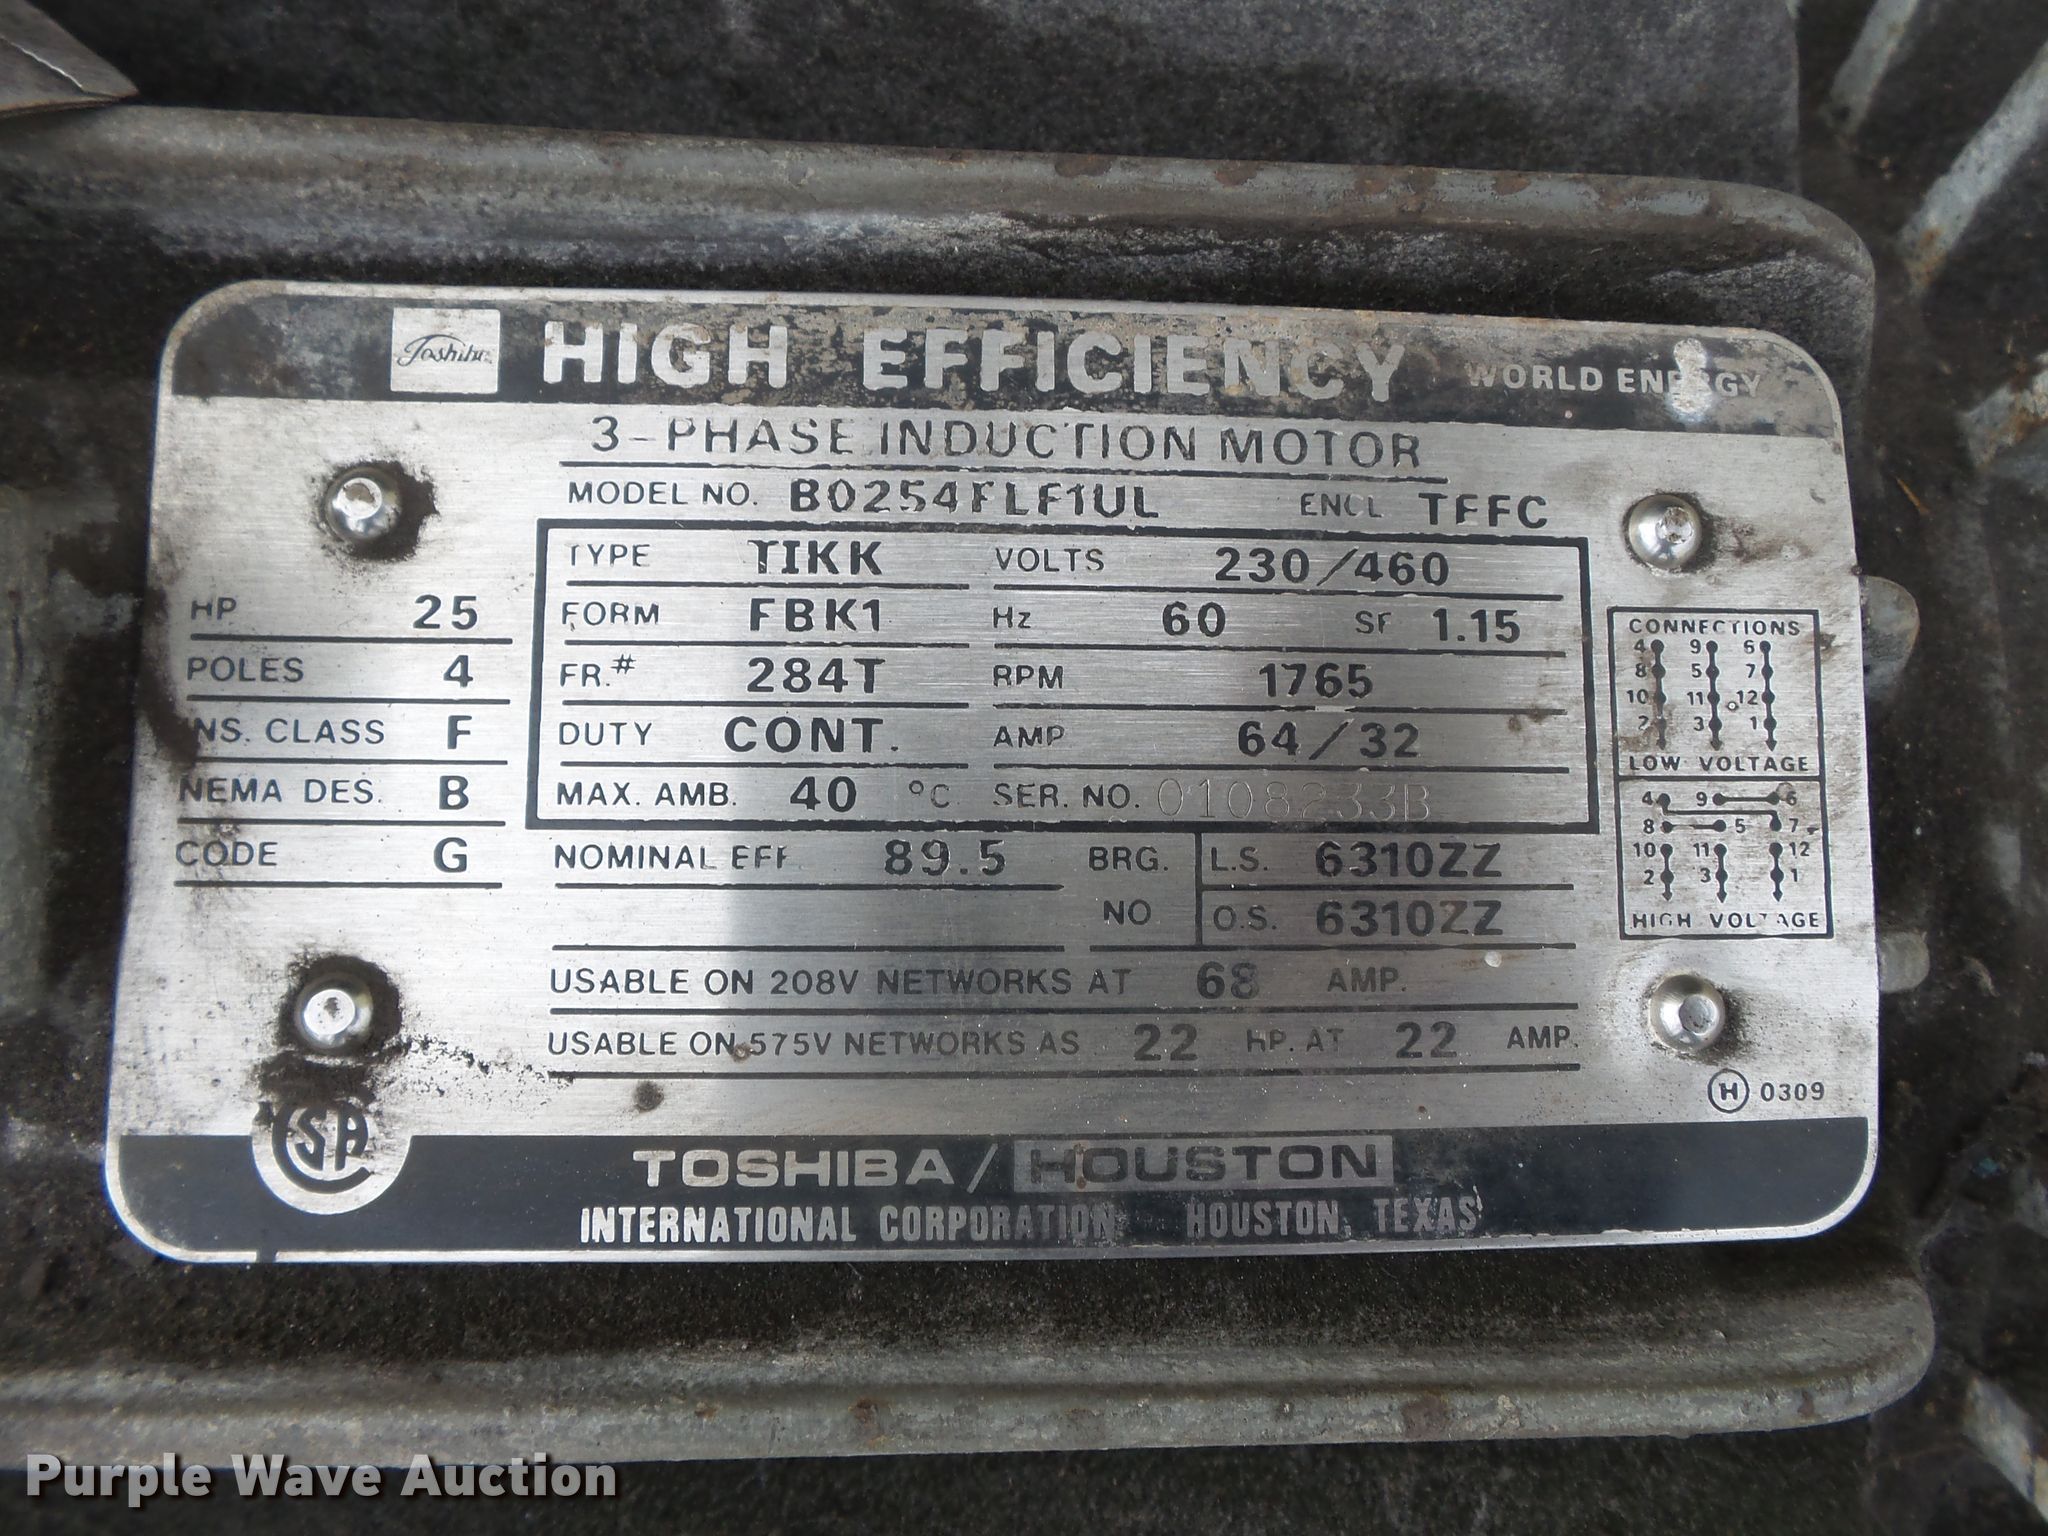 Toshiba HIGH EFFICIENCY WORLD ENERGY
3-PHASE INDUCTION MOTOR
MODEL NO. B0254FLF1UL ENCL TEFC
HP 25
POLES 4
INS. CLASS F
NEMA DES. B
CODE G
TYPE TIKK VOLTS 230/460
FORM FBK1 Hz 60 SF 1.15
FR.# 284T RPM 1765
DUTY CONT. AMP 64/32
MAX. AMB. 40 °C SER. NO. 0108233B
NOMINAL EFF. 89.5 BRG. L.S. 6310ZZ
NO O.S. 6310ZZ
USABLE ON 208V NETWORKS AT 68 AMP.
USABLE ON 575V NETWORKS AS 22 HP. AT 22 AMP.
CONNECTIONS
4 9 6
8 5 7
10 11 12
2 3 1
LOW VOLTAGE
4 9 6
8 5 7
10 11 12
2 3 1
HIGH VOLTAGE
H 0309
CSA
TOSHIBA/HOUSTON
INTERNATIONAL CORPORATION HOUSTON, TEXAS
Purple Wave Auction